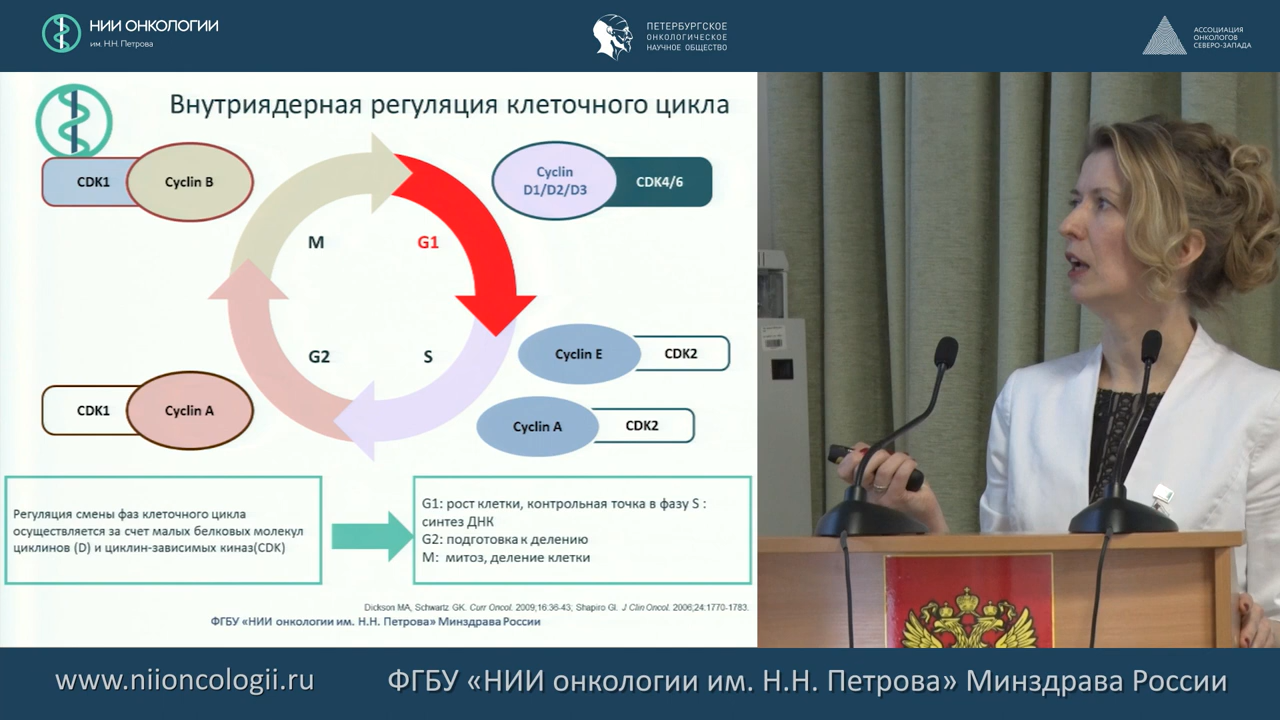 НИИ ОНКОЛОГИИ
им. Н.Н. Петрова
ПЕТЕРБУРГСКОЕ
ОНКОЛОГИЧЕСКОЕ
НАУЧНОЕ ОБЩЕСТВО
АССОЦИАЦИЯ
ОНКОЛОГОВ
СЕВЕРО-ЗАПАДА
Внутриядерная регуляция клеточного цикла
CDK1
Cyclin B
Cyclin
D1/D2/D3
CDK4/6
M
G1
G2
S
Cyclin E
CDK2
CDK1
Cyclin A
Cyclin A
CDK2
Регуляция смены фаз клеточного цикла
осуществляется за счет малых белковых молекул
циклинов (D) и циклин-зависимых киназ(CDK)
G1: рост клетки, контрольная точка в фазу S :
синтез ДНК
G2: подготовка к делению
M: митоз, деление клетки
Dickson MA, Schwartz GK. Curr Oncol. 2009;16:36-43; Shapiro GI. J Clin Oncol. 2006;24:1770-1783.
ФГБУ «НИИ онкологии им. Н.Н. Петрова» Минздрава России
www.niioncologii.ru
ФГБУ «НИИ онкологии им. Н.Н. Петрова» Минздрава России